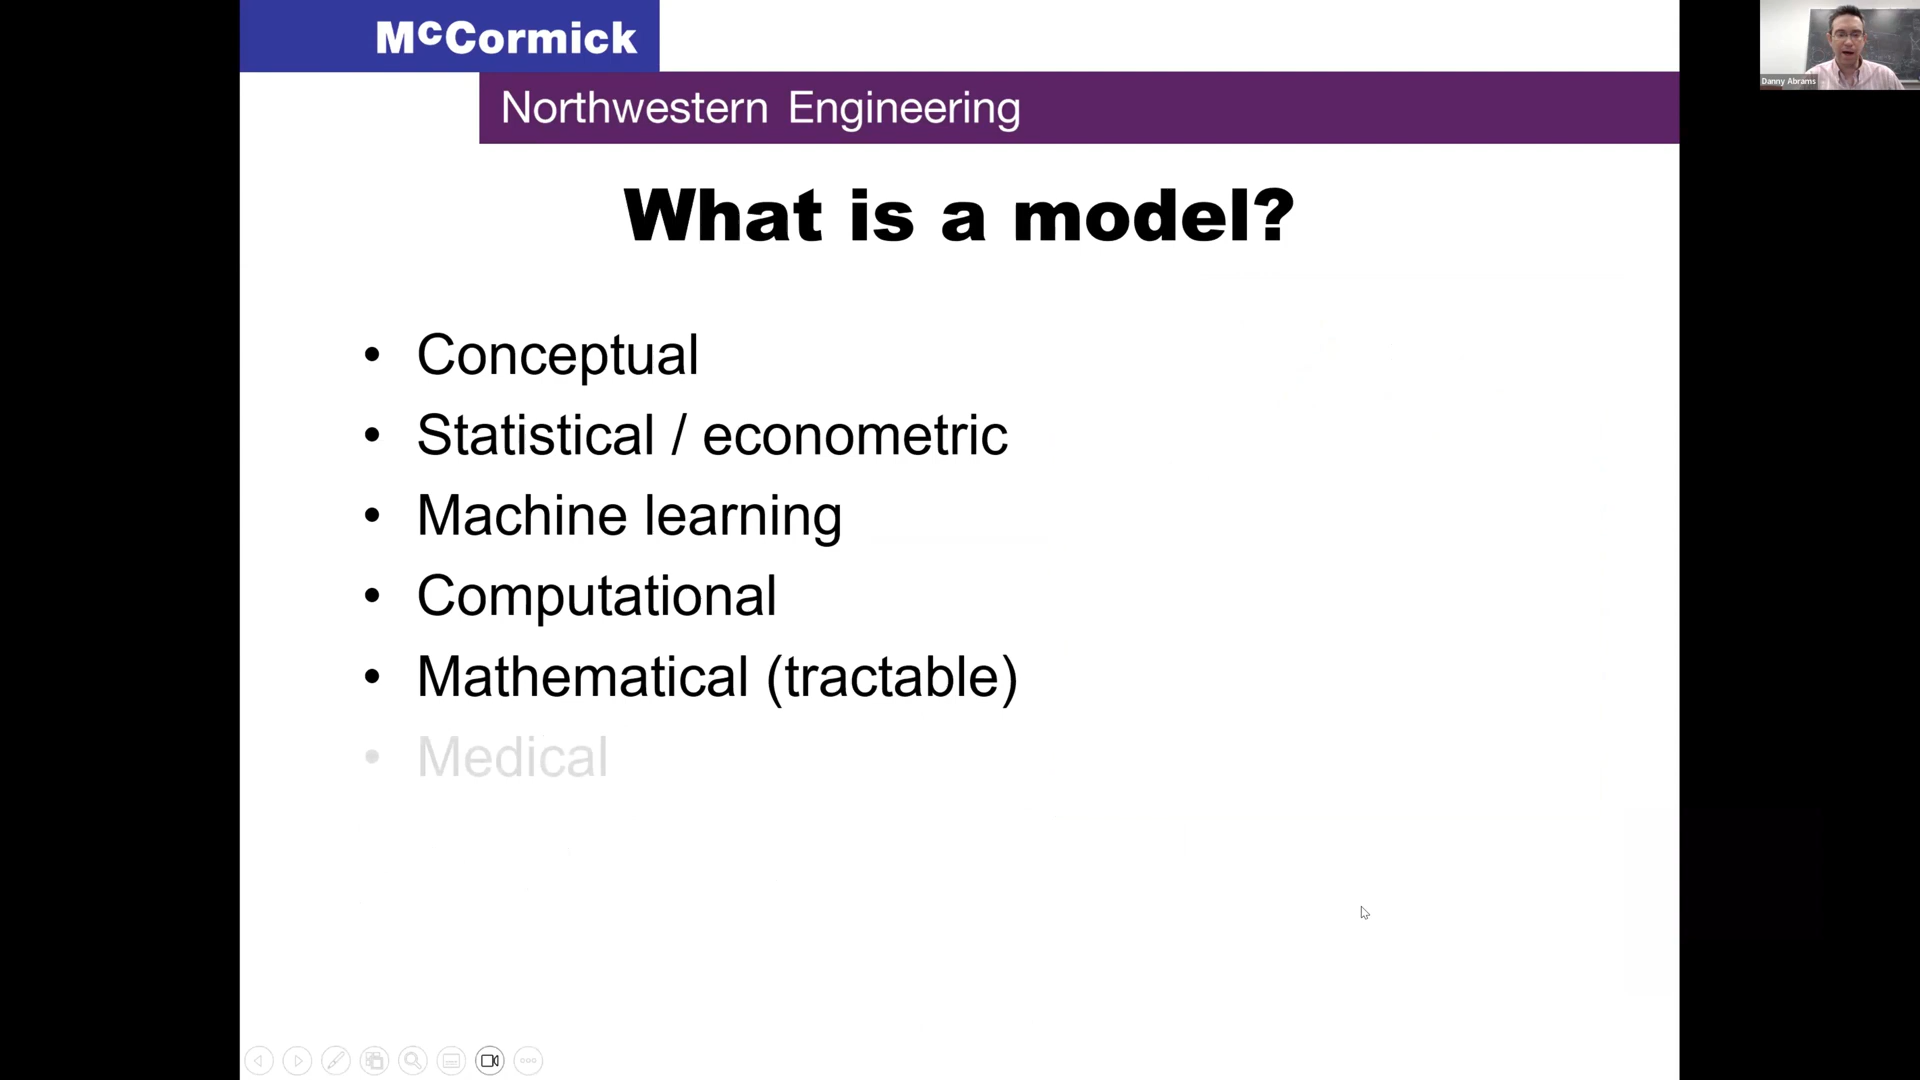 McCormick
Northwestern Engineering
Danny Abrams
What is a model?
• Conceptual
• Statistical / econometric
• Machine learning
• Computational
• Mathematical (tractable)
• Medical